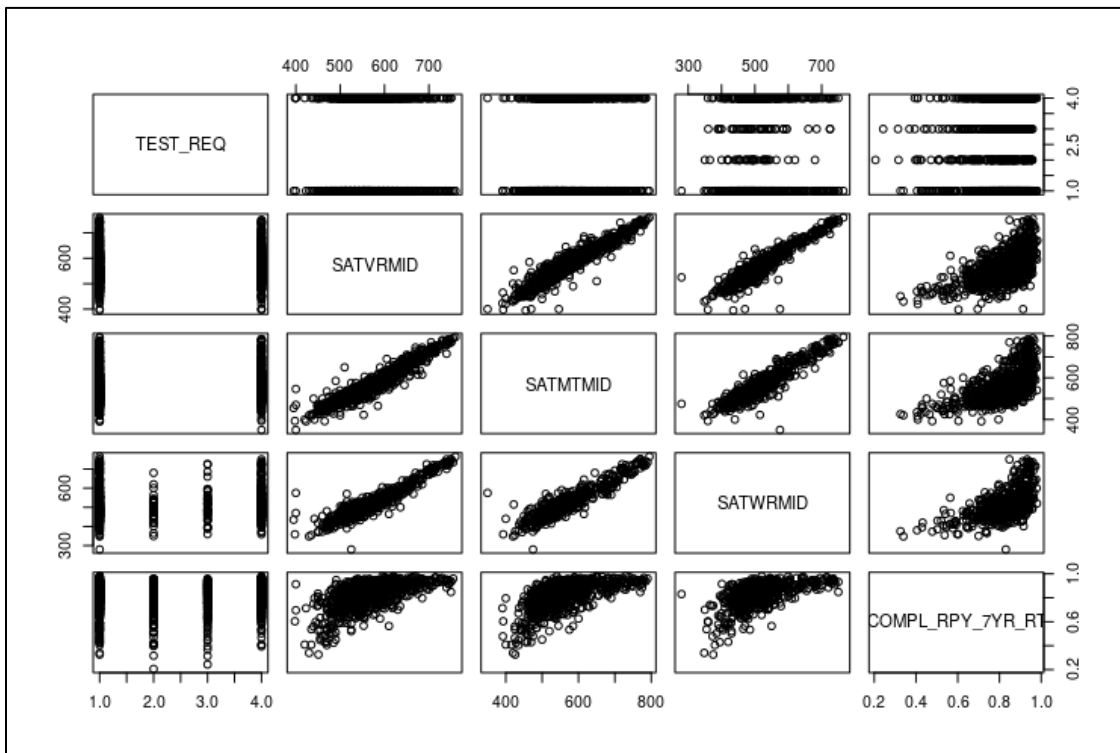 400 500 600 700
300 500 700
TEST_REQ
1.0 2.5 4.0
400 600
SATVRMID
SATMTMID
400 600 800
300 600
SATWRMID
COMPL_RPY_7YR_RT
0.2 0.6 1.0
1.0 2.0 3.0 4.0
400 600 800
0.2 0.4 0.6 0.8 1.0